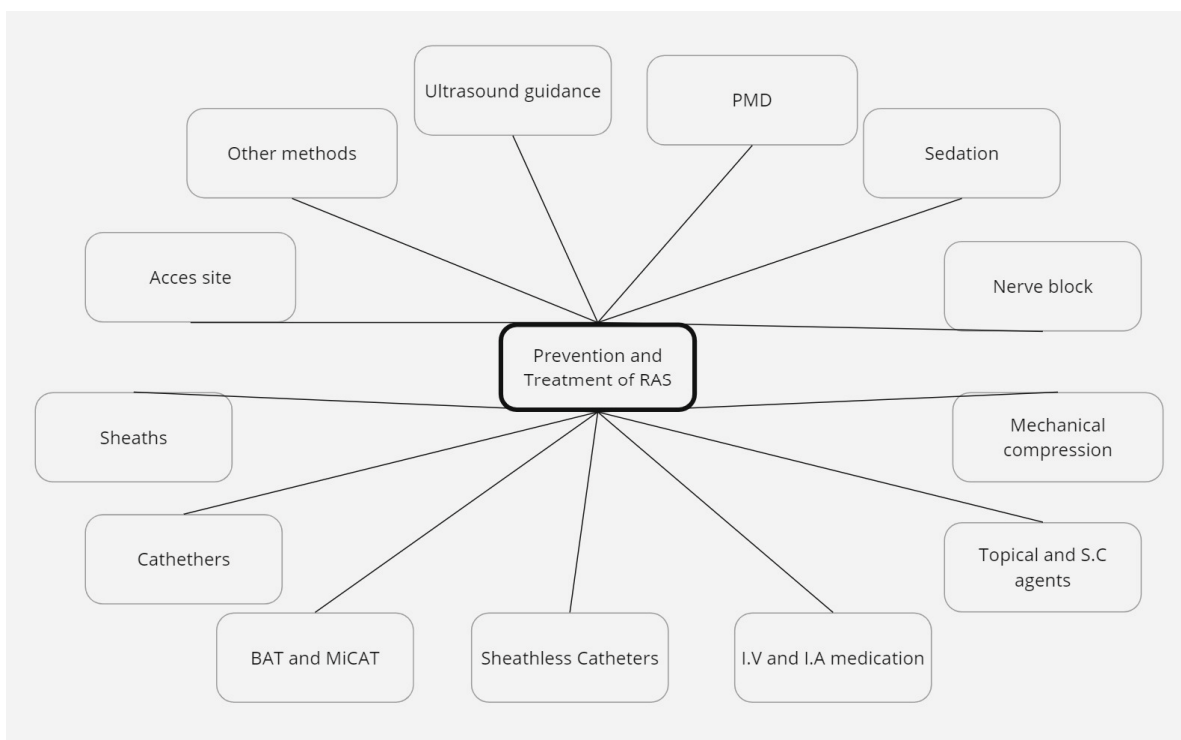 Ultrasound guidance
PMD
Other methods
Sedation
Acces site
Nerve block
Prevention and
Treatment of RAS
Sheaths
Mechanical
compression
Cathethers
Topical and S.C
agents
BAT and MiCAT
Sheathless Catheters
I.V and I.A medication